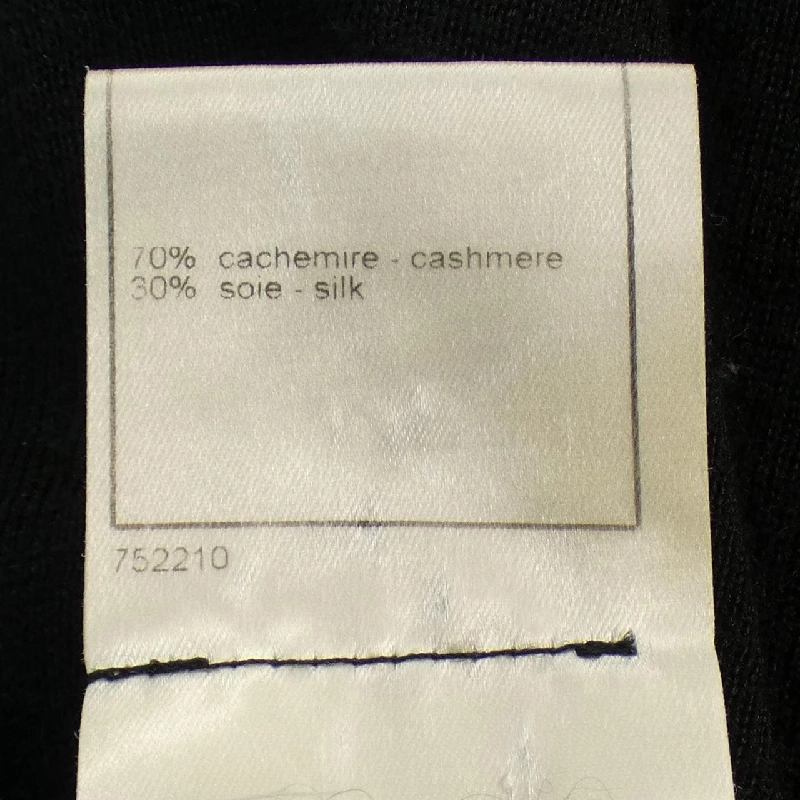 70% cachemire - cashmere
30% soie - silk
752210